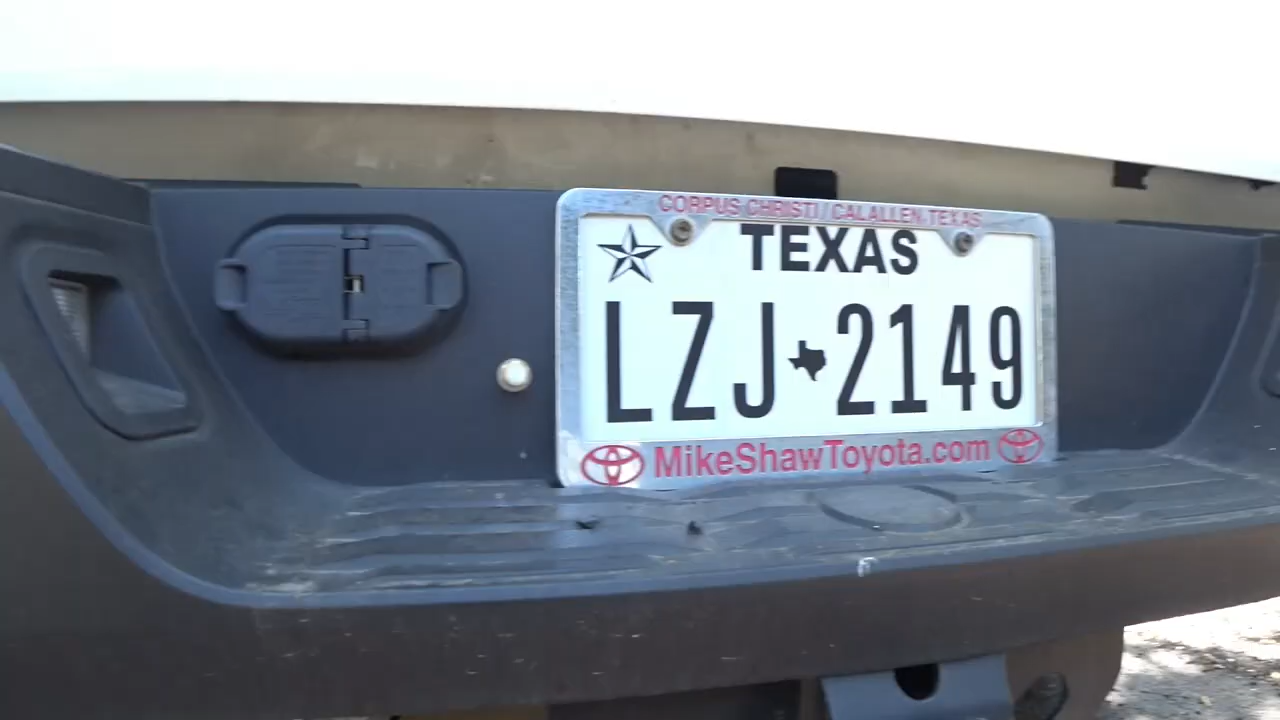 CORPUS CHRISTI / CALALLEN, TEXAS
TEXAS
LZJ 2149
MikeShawToyota.com